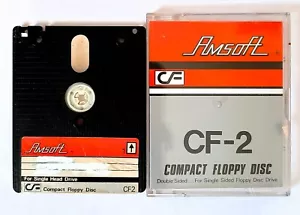 Amsoft
For Single Head Drive
CF Compact Floppy Disc CF2
Amsoft
CF
CF-2
COMPACT FLOPPY DISC
Double Sided For Single Sided Floppy Disc Drive